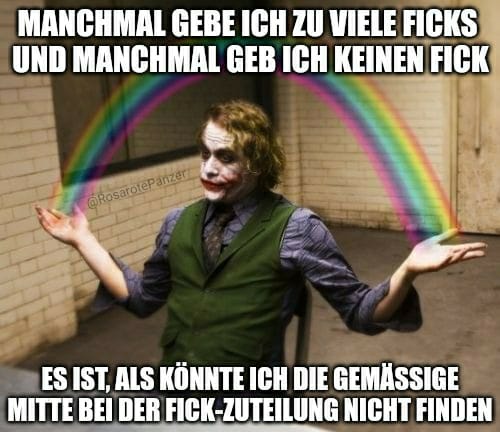 MANCHMAL GEBE ICH ZU VIELE FICKS
UND MANCHMAL GEB ICH KEINEN FICK
@RosarotePanzer
ES IST, ALS KÖNNTE ICH DIE GEMÄSSIGE
MITTE BEI DER FICK-ZUTEILUNG NICHT FINDEN